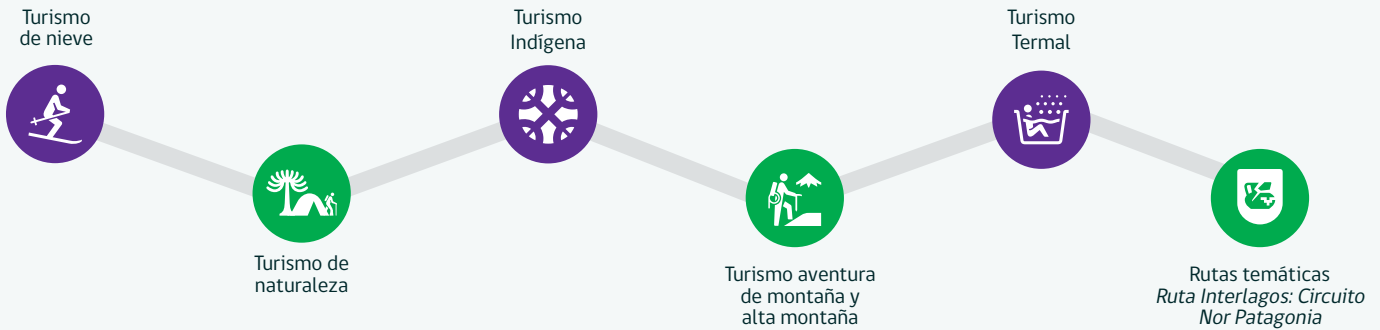 Turismo
de nieve
Turismo de
naturaleza
Turismo
Indígena
Turismo aventura
de montaña y
alta montaña
Turismo
Termal
Rutas temáticas
Ruta Interlagos: Circuito
Nor Patagonia